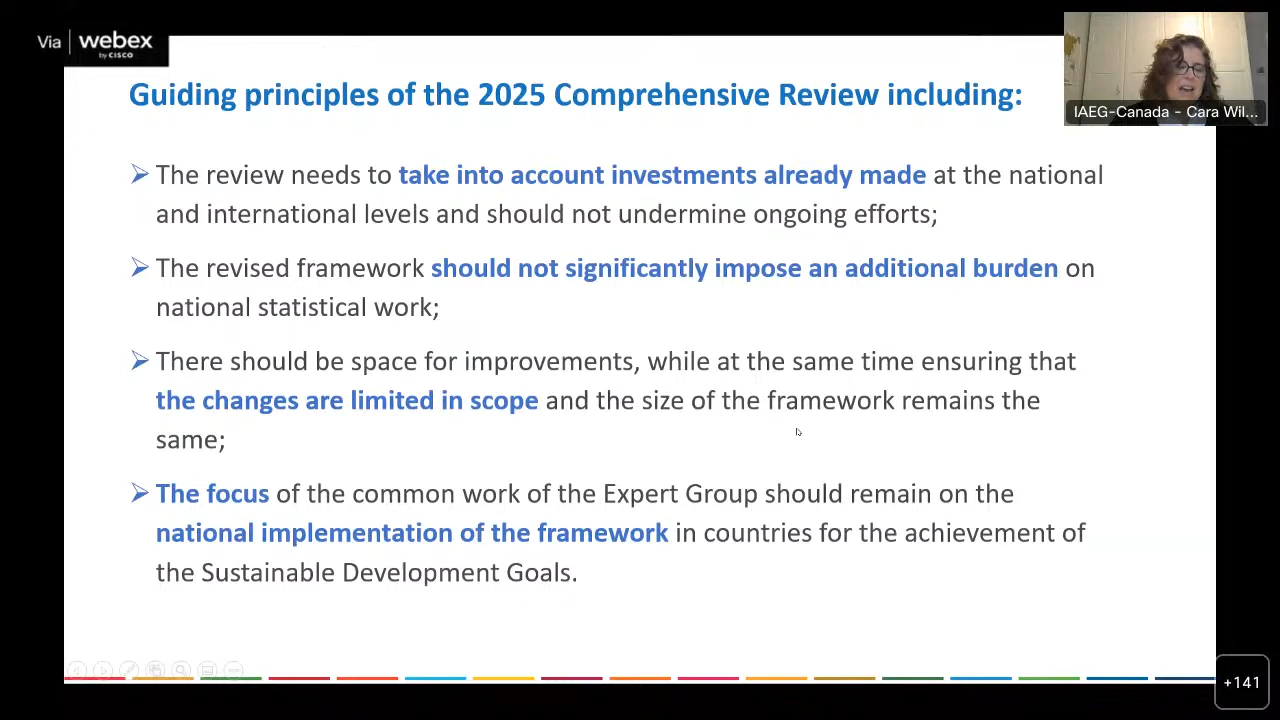 Via webex
by CISCO
IAEG-Canada - Cara Wil...
Guiding principles of the 2025 Comprehensive Review including:
The review needs to take into account investments already made at the national
and international levels and should not undermine ongoing efforts;
The revised framework should not significantly impose an additional burden on
national statistical work;
There should be space for improvements, while at the same time ensuring that
the changes are limited in scope and the size of the framework remains the
same;
The focus of the common work of the Expert Group should remain on the
national implementation of the framework in countries for the achievement of
the Sustainable Development Goals.
+141